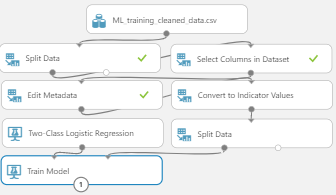 ML_training_cleaned_data.csv
Split Data
Select Columns in Dataset
Edit Metadata
Convert to Indicator Values
Two-Class Logistic Regression
Split Data
Train Model
1